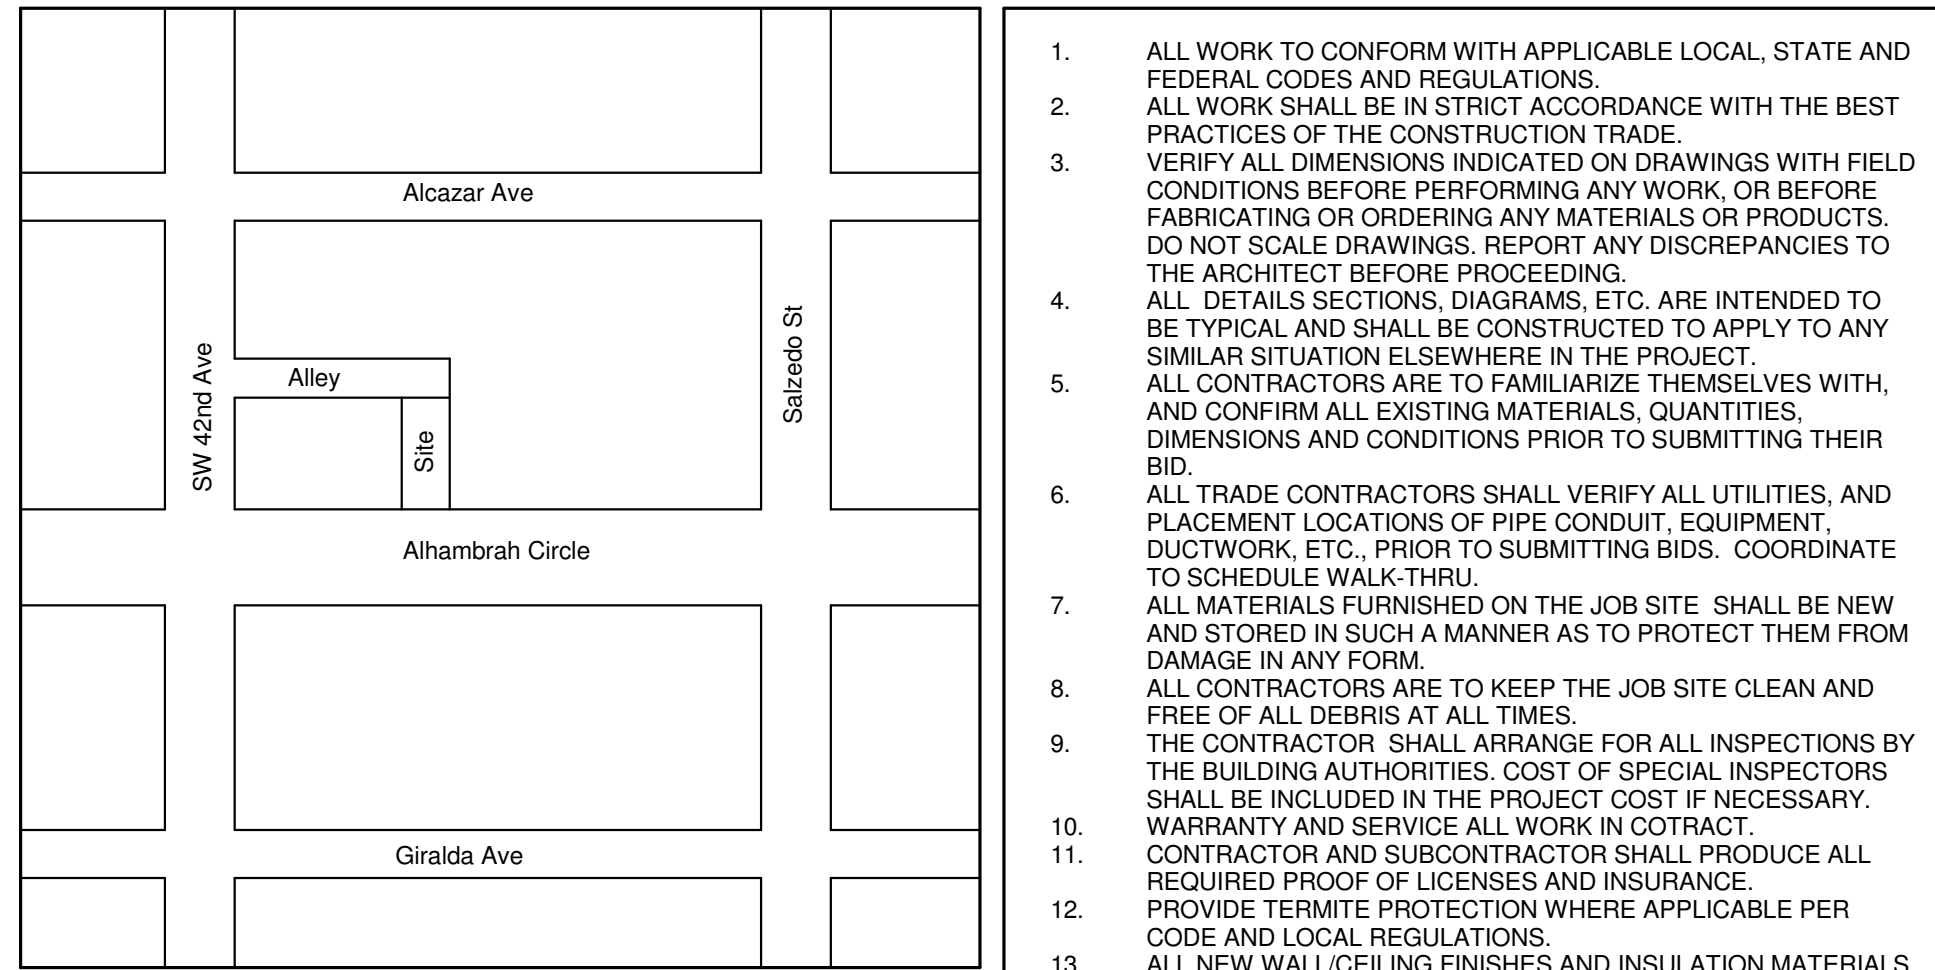 Alcazar Ave
SW 42nd Ave
Alley
Site
Salzedo St
Alhambrah Circle
Giralda Ave
1. ALL WORK TO CONFORM WITH APPLICABLE LOCAL, STATE AND
FEDERAL CODES AND REGULATIONS.
2. ALL WORK SHALL BE IN STRICT ACCORDANCE WITH THE BEST
PRACTICES OF THE CONSTRUCTION TRADE.
3. VERIFY ALL DIMENSIONS INDICATED ON DRAWINGS WITH FIELD
CONDITIONS BEFORE PERFORMING ANY WORK, OR BEFORE
FABRICATING OR ORDERING ANY MATERIALS OR PRODUCTS.
DO NOT SCALE DRAWINGS. REPORT ANY DISCREPANCIES TO
THE ARCHITECT BEFORE PROCEEDING.
4. ALL DETAILS SECTIONS, DIAGRAMS, ETC. ARE INTENDED TO
BE TYPICAL AND SHALL BE CONSTRUCTED TO APPLY TO ANY
SIMILAR SITUATION ELSEWHERE IN THE PROJECT.
5. ALL CONTRACTORS ARE TO FAMILIARIZE THEMSELVES WITH,
AND CONFIRM ALL EXISTING MATERIALS, QUANTITIES,
DIMENSIONS AND CONDITIONS PRIOR TO SUBMITTING THEIR
BID.
6. ALL TRADE CONTRACTORS SHALL VERIFY ALL UTILITIES, AND
PLACEMENT LOCATIONS OF PIPE CONDUIT, EQUIPMENT,
DUCTWORK, ETC., PRIOR TO SUBMITTING BIDS. COORDINATE
TO SCHEDULE WALK-THRU.
7. ALL MATERIALS FURNISHED ON THE JOB SITE SHALL BE NEW
AND STORED IN SUCH A MANNER AS TO PROTECT THEM FROM
DAMAGE IN ANY FORM.
8. ALL CONTRACTORS ARE TO KEEP THE JOB SITE CLEAN AND
FREE OF ALL DEBRIS AT ALL TIMES.
9. THE CONTRACTOR SHALL ARRANGE FOR ALL INSPECTIONS BY
THE BUILDING AUTHORITIES. COST OF SPECIAL INSPECTORS
SHALL BE INCLUDED IN THE PROJECT COST IF NECESSARY.
10. WARRANTY AND SERVICE ALL WORK IN COTRACT.
11. CONTRACTOR AND SUBCONTRACTOR SHALL PRODUCE ALL
REQUIRED PROOF OF LICENSES AND INSURANCE.
12. PROVIDE TERMITE PROTECTION WHERE APPLICABLE PER
CODE AND LOCAL REGULATIONS.
13. ALL NEW WALL/CEILING FINISHES AND INSULATION MATERIALS